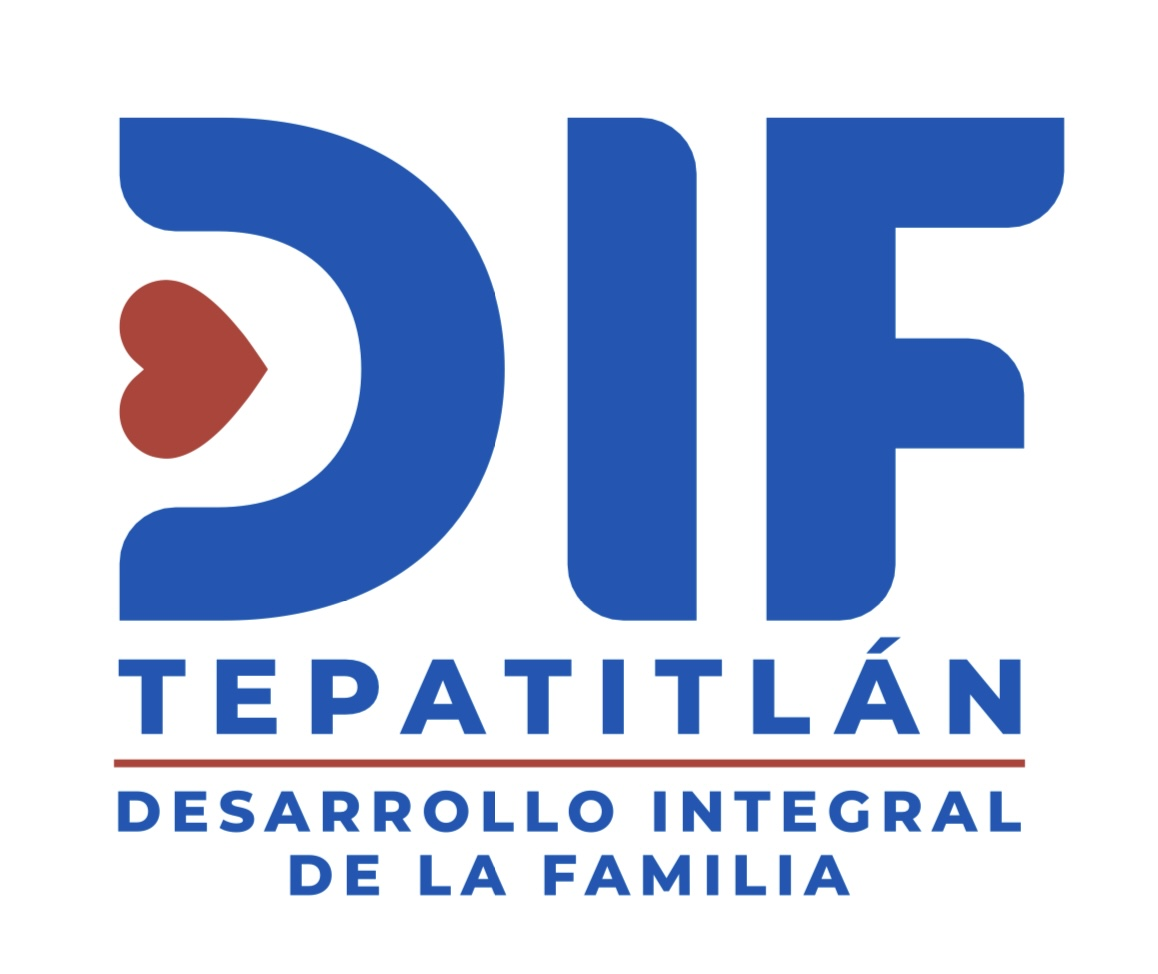 DIF
TEPATITLÁN
DESARROLLO INTEGRAL
DE LA FAMILIA